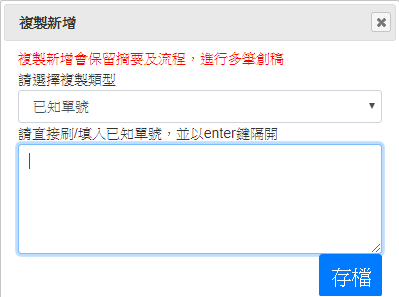 複製新增
複製新增會保留摘要及流程，進行多筆創稿
請選擇複製類型
已知單號
請直接刷/填入已知單號，並以enter鍵隔開
存檔